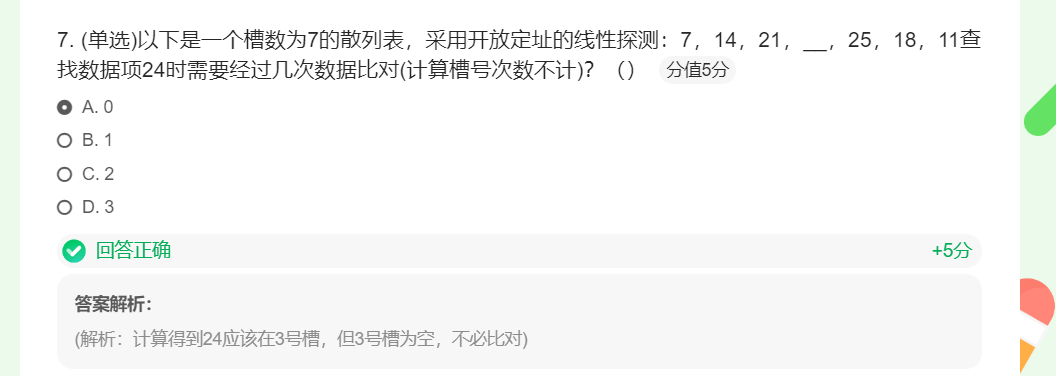 7. (单选)以下是一个槽数为7的散列表，采用开放定址的线性探测：7，14，21，__，25，18，11查
找数据项24时需要经过几次数据比对(计算槽号次数不计)？（） 分值5分
A. 0
B. 1
C. 2
D. 3
回答正确 +5分
答案解析：
(解析：计算得到24应该在3号槽，但3号槽为空，不必比对)